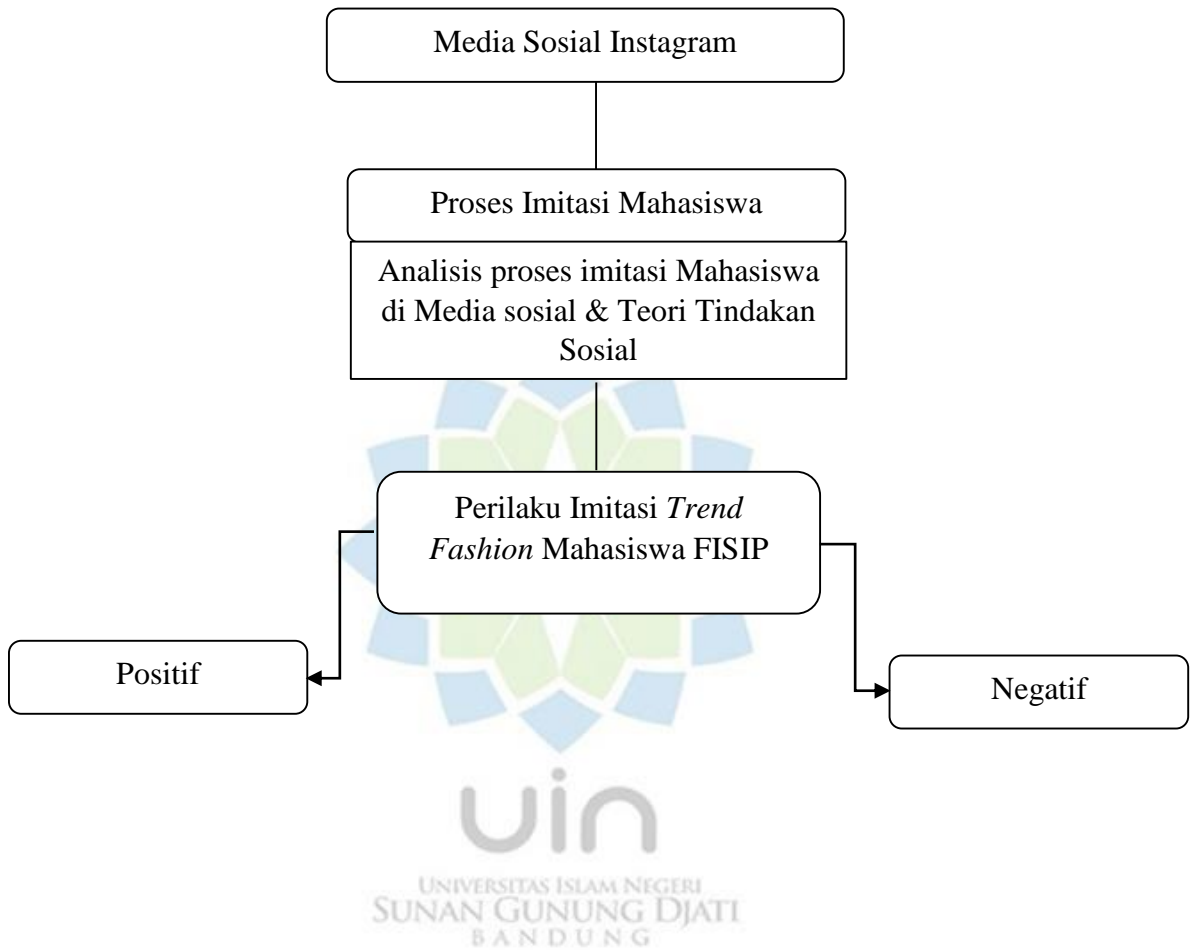 Media Sosial Instagram
Proses Imitasi Mahasiswa
Analisis proses imitasi Mahasiswa
di Media sosial & Teori Tindakan
Sosial
Perilaku Imitasi Trend
Fashion Mahasiswa FISIP
Positif
Negatif
uin
UNIVERSITAS ISLAM NEGERI
SUNAN GUNUNG DJATI
BANDUNG